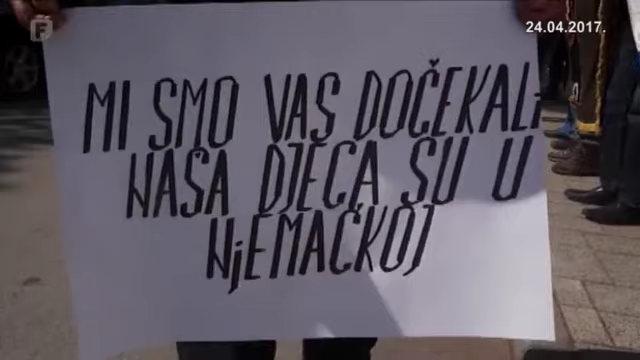 24.04.2017.
MI SMO VAS DOČEKALI
NAŠA DJECA SU U
NJEMAČKOJ